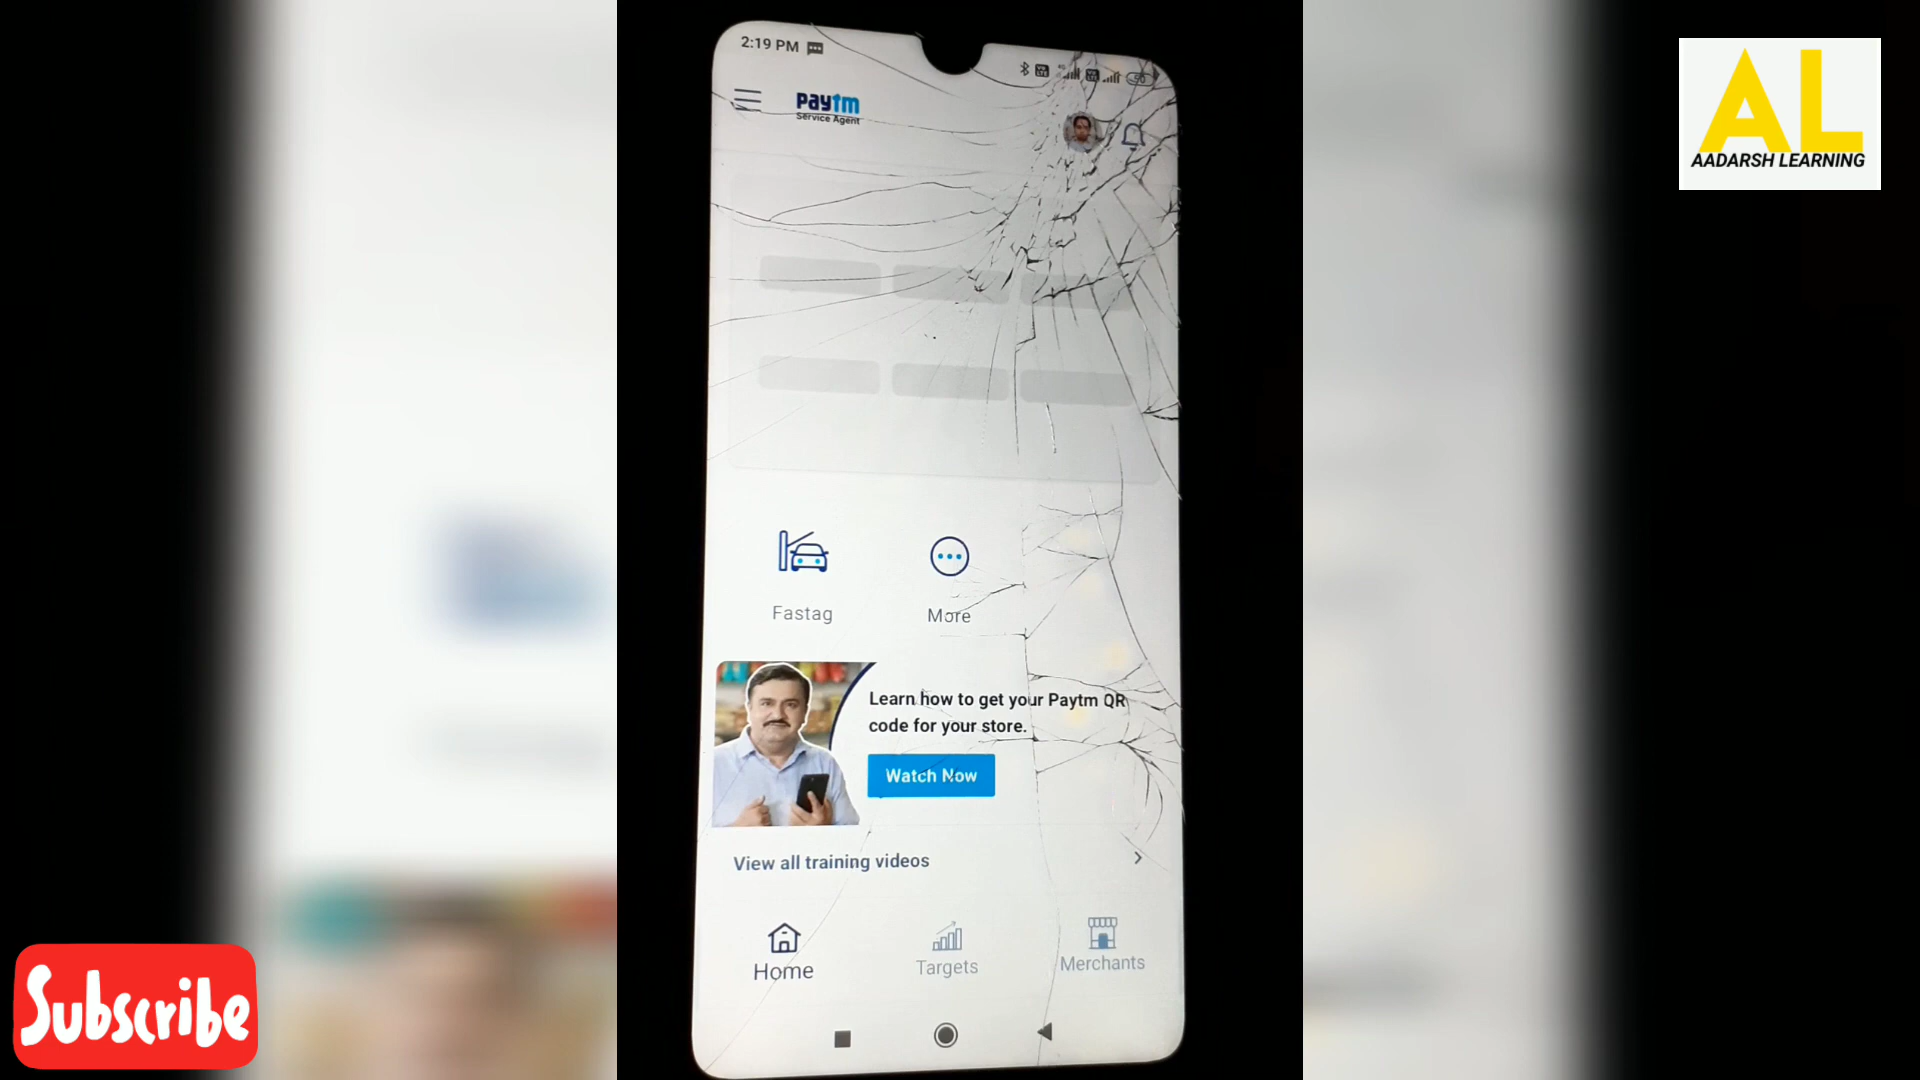 2:19 PM
paytm
Service Agent
AL
AADARSH LEARNING
Fastag
More
Learn how to get your Paytm QR
code for your store.
Watch Now
View all training videos
Home
Targets
Merchants
Subscribe